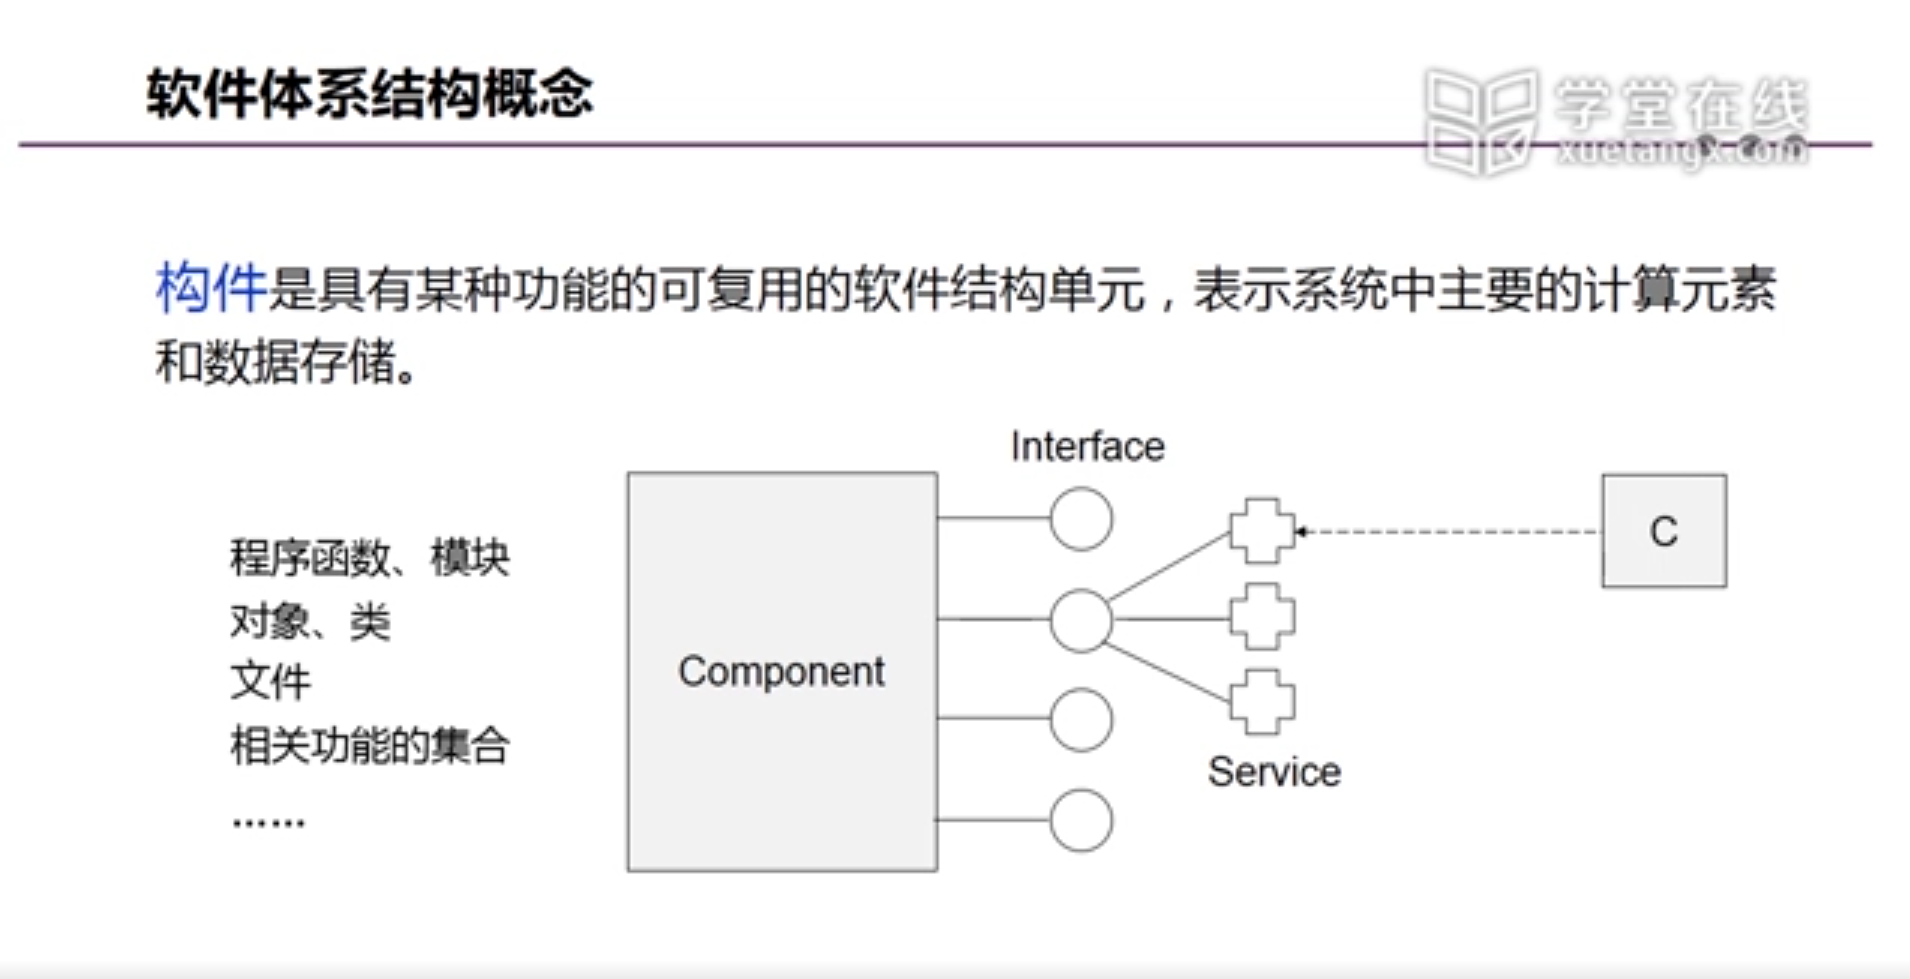 软件体系结构概念
学堂在线
xuetangx.com
构件是具有某种功能的可复用的软件结构单元，表示系统中主要的计算元素
和数据存储。
Interface
程序函数、模块
对象、类
文件
相关功能的集合
……
Component
C
Service